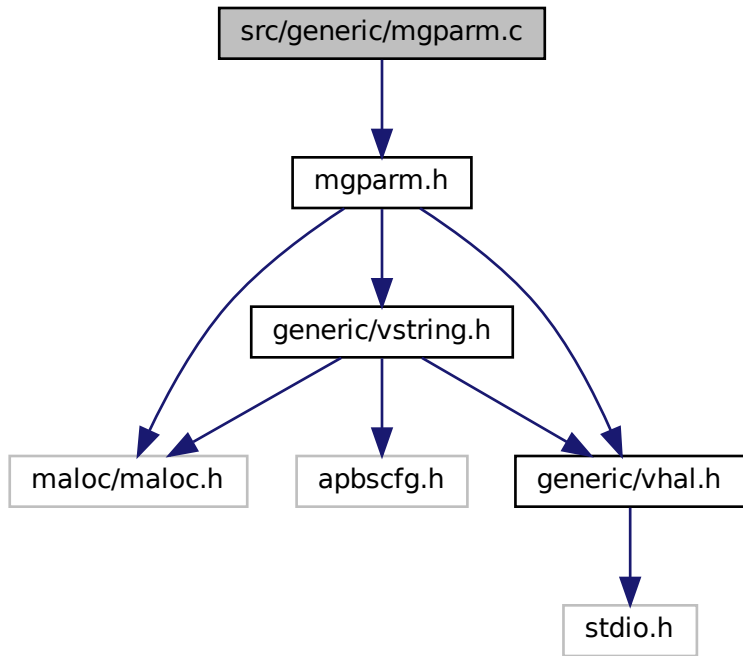 src/generic/mgparm.c
mgparm.h
generic/vstring.h
maloc/maloc.h
apbscfg.h
generic/vhal.h
stdio.h